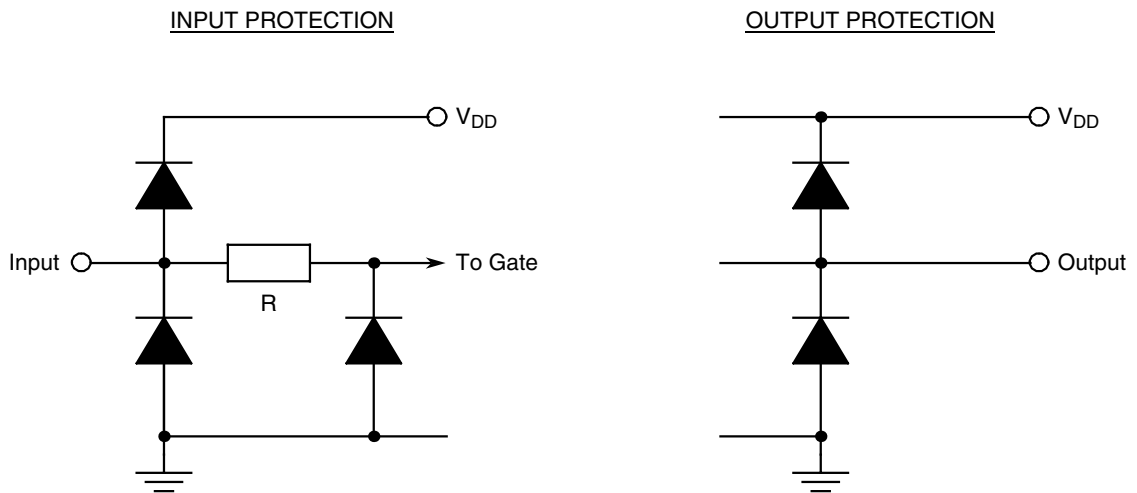 INPUT PROTECTION
V_DD
Input
To Gate
R
OUTPUT PROTECTION
V_DD
Output